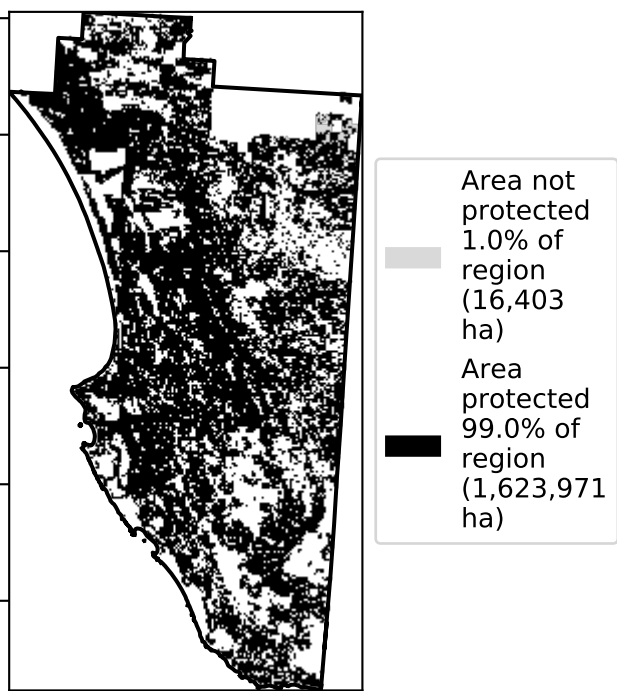 Area not
protected
1.0% of
region
(16,403
ha)
Area
protected
99.0% of
region
(1,623,971
ha)